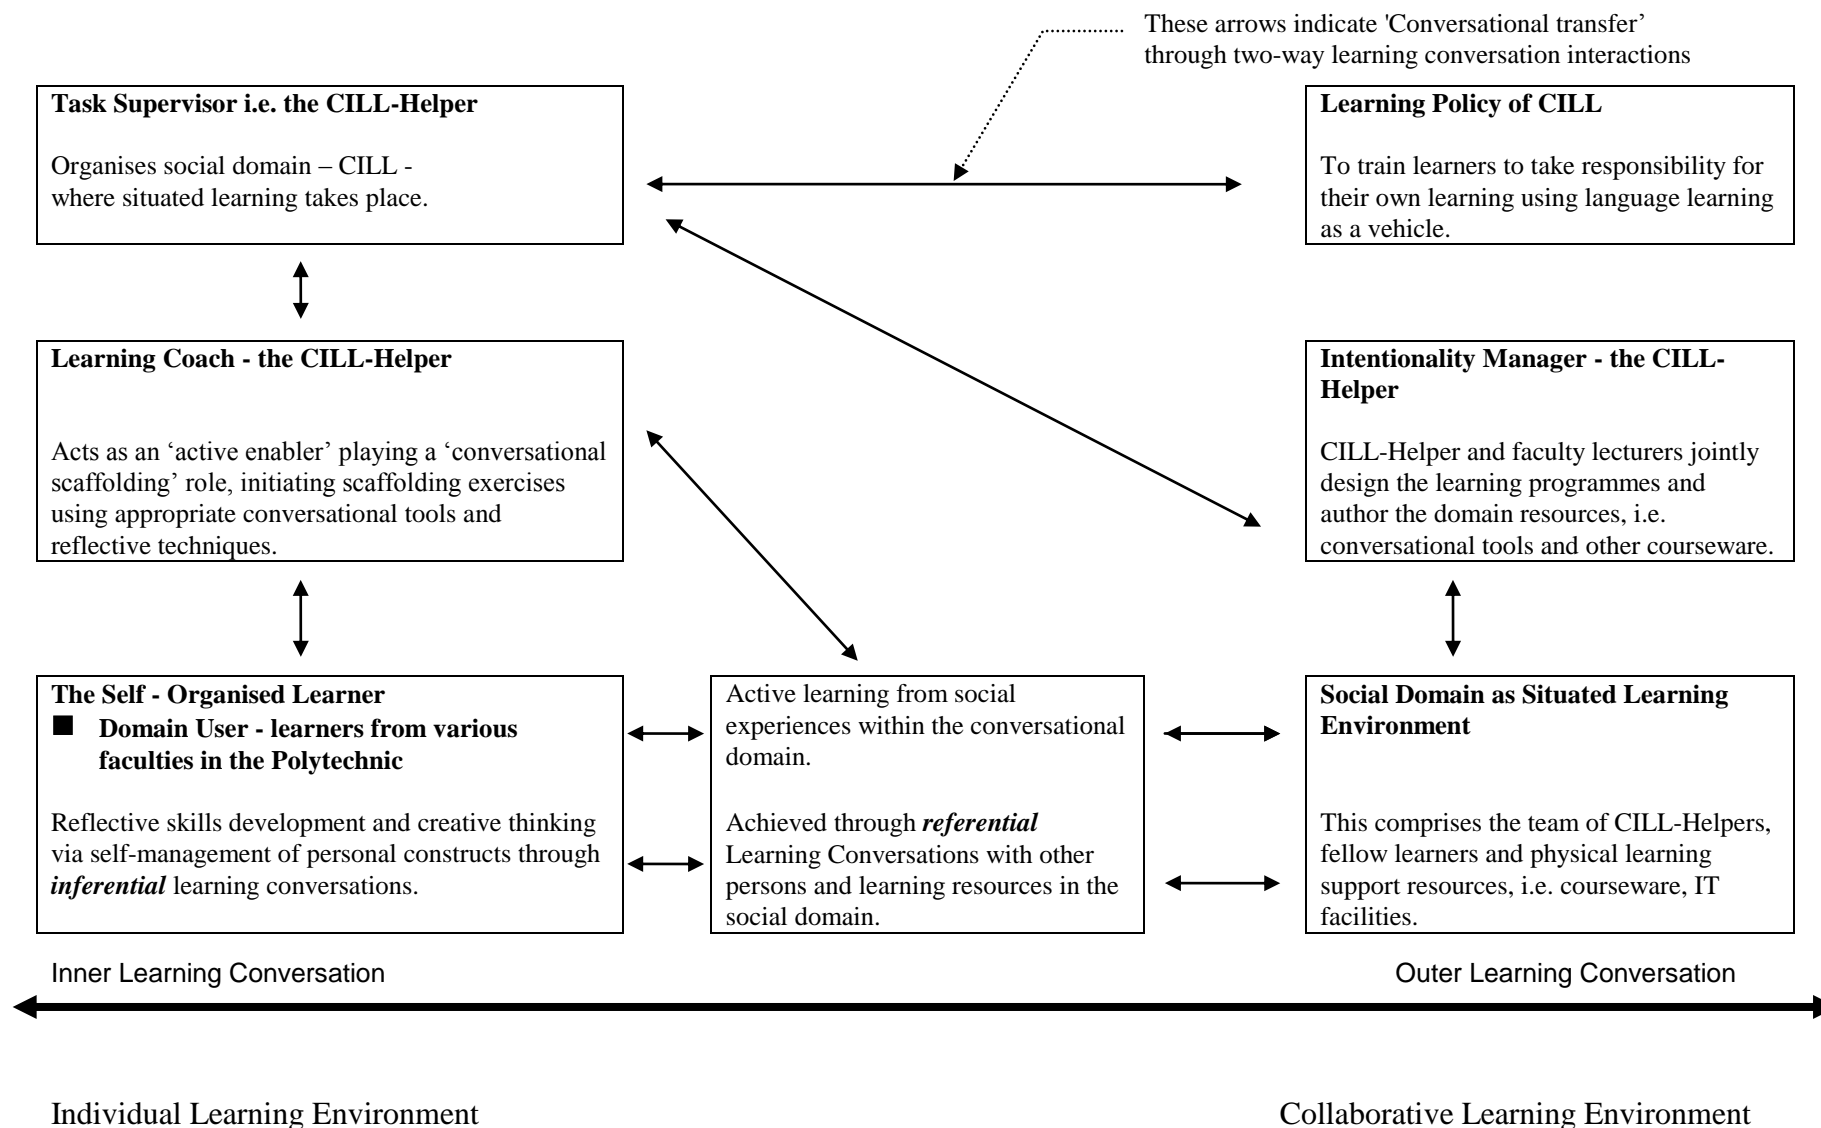 These arrows indicate 'Conversational transfer’
through two-way learning conversation interactions
Task Supervisor i.e. the CILL-Helper
Organises social domain – CILL -
where situated learning takes place.
Learning Policy of CILL
To train learners to take responsibility for
their own learning using language learning
as a vehicle.
Learning Coach - the CILL-Helper
Acts as an ‘active enabler’ playing a ‘conversational
scaffolding’ role, initiating scaffolding exercises
using appropriate conversational tools and
reflective techniques.
Intentionality Manager - the CILL-
Helper
CILL-Helper and faculty lecturers jointly
design the learning programmes and
author the domain resources, i.e.
conversational tools and other courseware.
The Self - Organised Learner
Domain User - learners from various
faculties in the Polytechnic
Reflective skills development and creative thinking
via self-management of personal constructs through
inferential learning conversations.
Active learning from social
experiences within the conversational
domain.
Achieved through referential
Learning Conversations with other
persons and learning resources in the
social domain.
Social Domain as Situated Learning
Environment
This comprises the team of CILL-Helpers,
fellow learners and physical learning
support resources, i.e. courseware, IT
facilities.
Inner Learning Conversation
Outer Learning Conversation
Individual Learning Environment
Collaborative Learning Environment